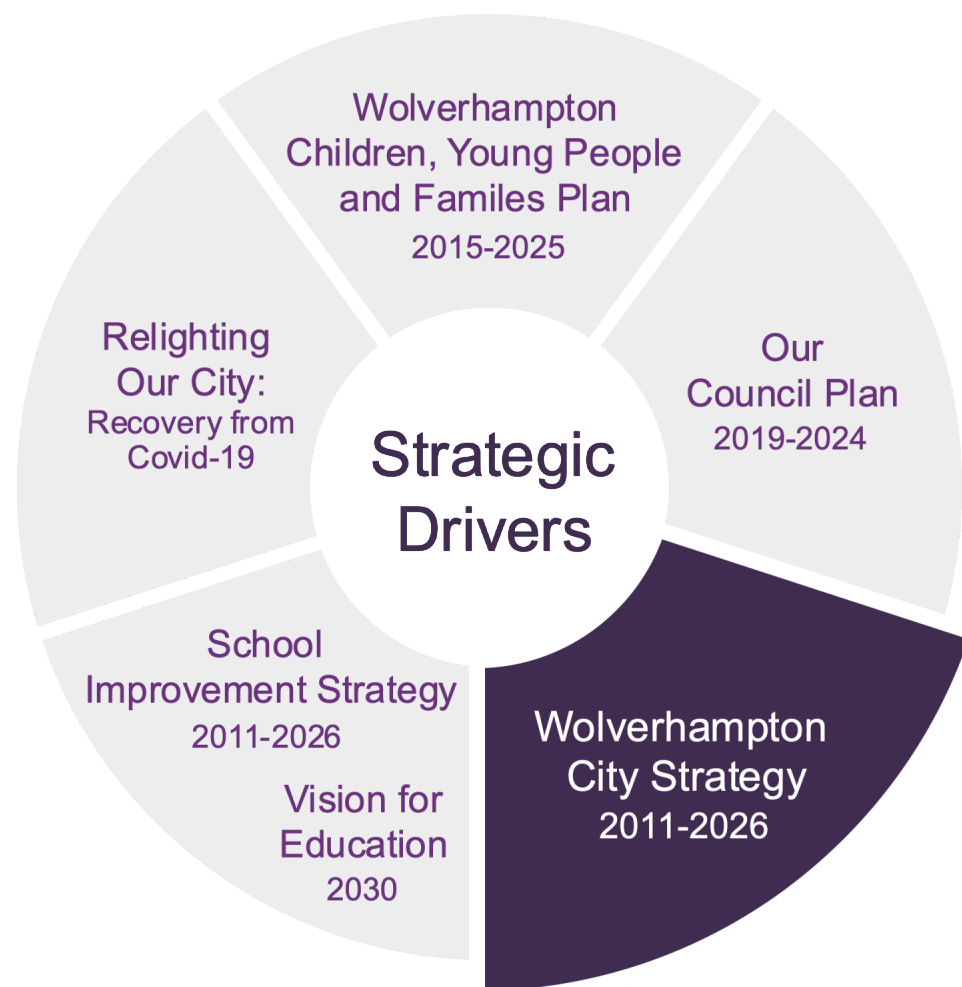 Wolverhampton
Children, Young People
and Familes Plan
2015-2025
Our
Council Plan
2019-2024
Wolverhampton
City Strategy
2011-2026
School
Improvement Strategy
2011-2026
Vision for
Education
2030
Relighting
Our City:
Recovery from
Covid-19
Strategic
Drivers